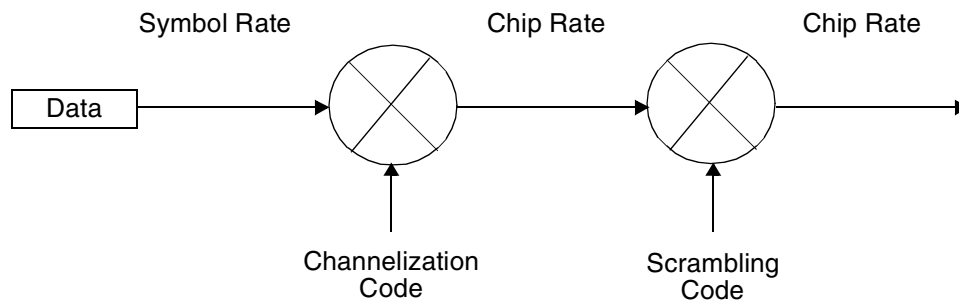 Symbol Rate
Chip Rate
Chip Rate
Data
Channelization
Code
Scrambling
Code